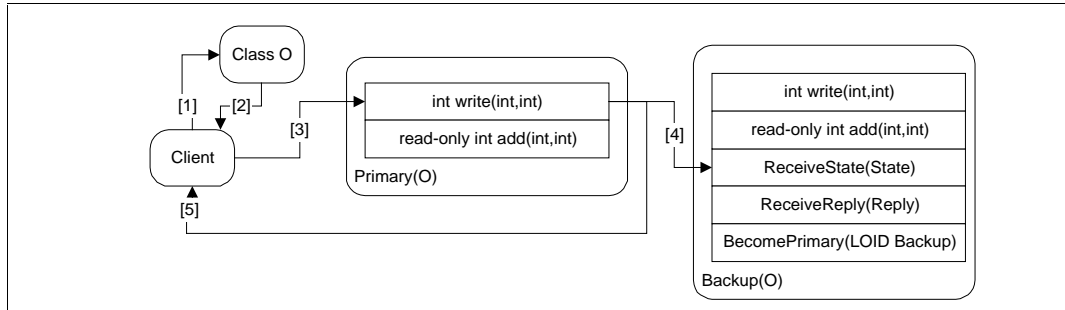 Class O
[1]
[2]
[3]
Client
[5]
int write(int,int)
read-only int add(int,int)
Primary(O)
[4]
int write(int,int)
read-only int add(int,int)
ReceiveState(State)
ReceiveReply(Reply)
BecomePrimary(LOID Backup)
Backup(O)